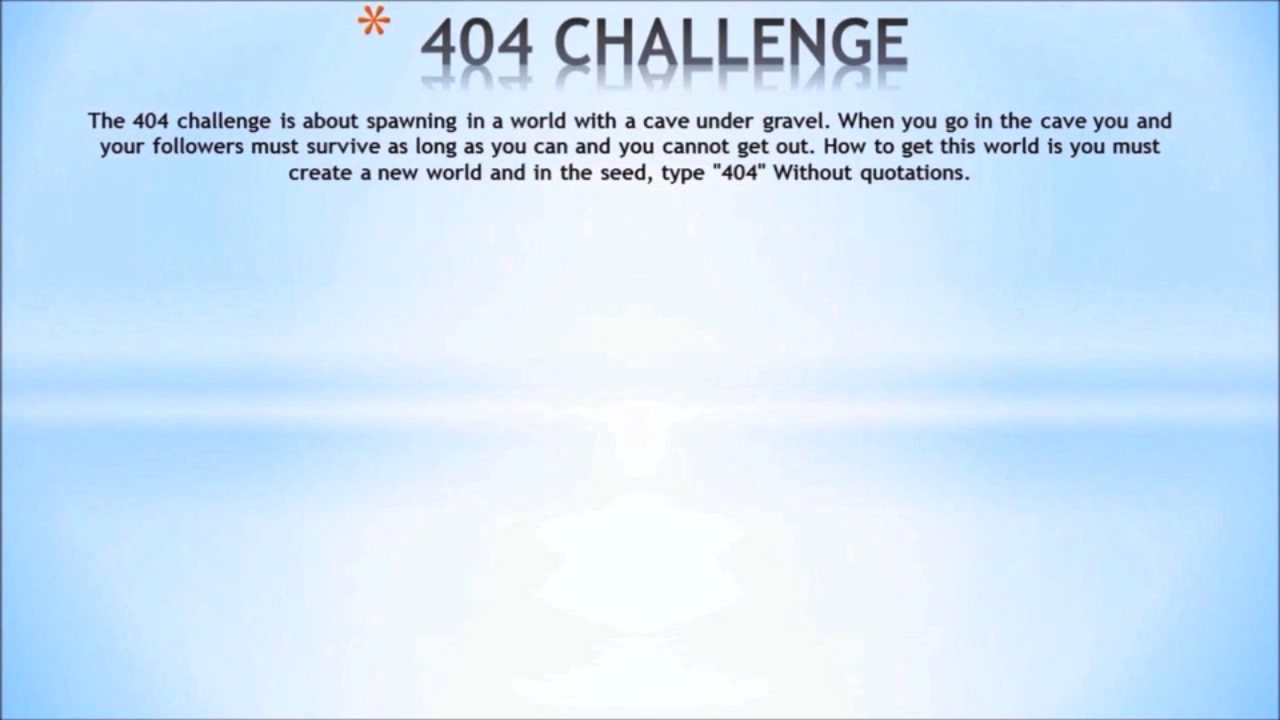 * 404 CHALLENGE
The 404 challenge is about spawning in a world with a cave under gravel. When you go in the cave you and
your followers must survive as long as you can and you cannot get out. How to get this world is you must
create a new world and in the seed, type "404" Without quotations.